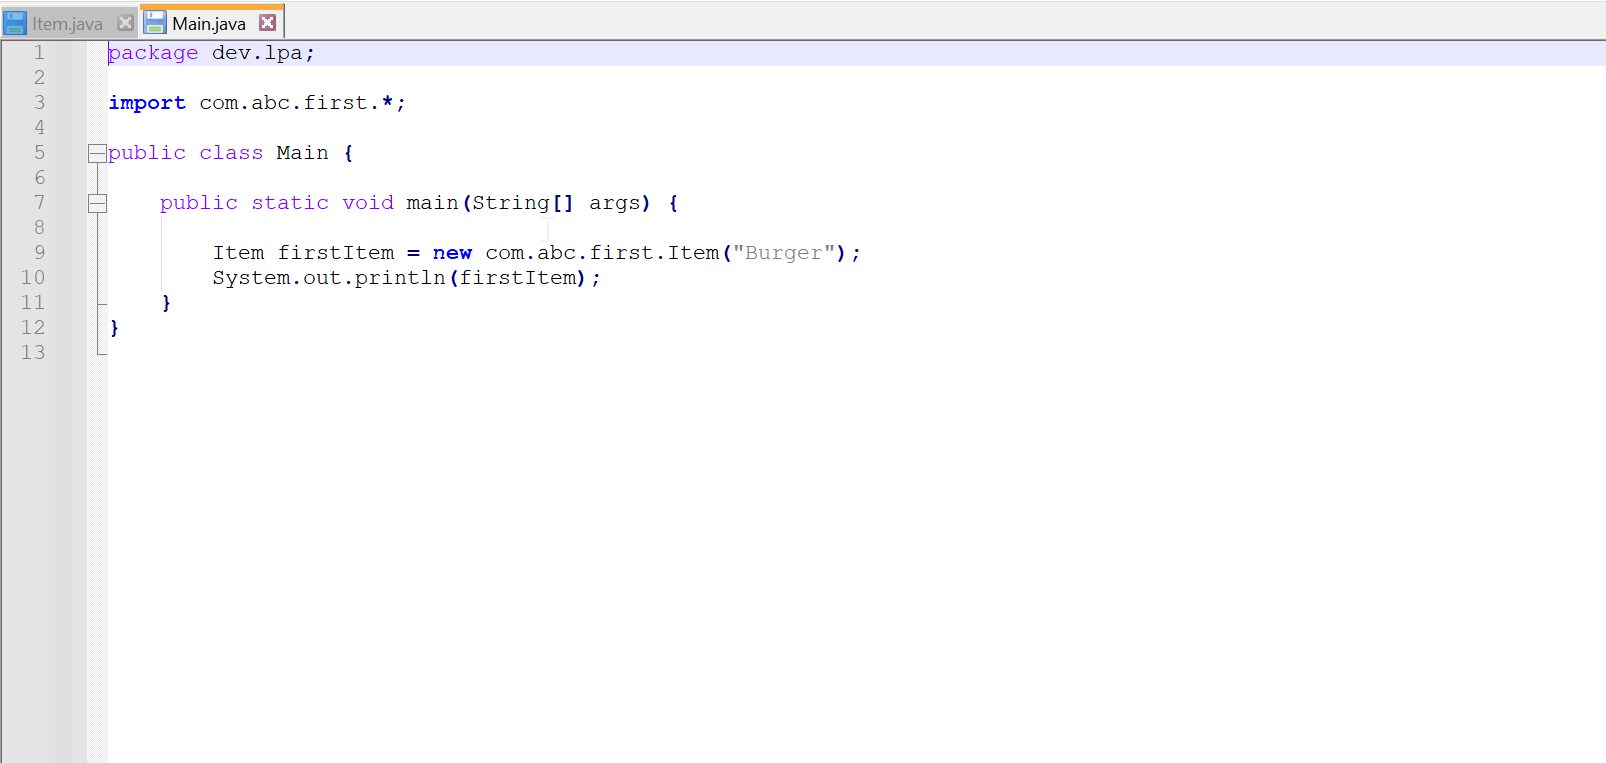 Item.java Main.java
1 package dev.lpa;
2
3 import com.abc.first.*;
4
5 public class Main {
6
7 public static void main(String[] args) {
8
9 Item firstItem = new com.abc.first.Item("Burger");
10 System.out.println(firstItem);
11 }
12 }
13